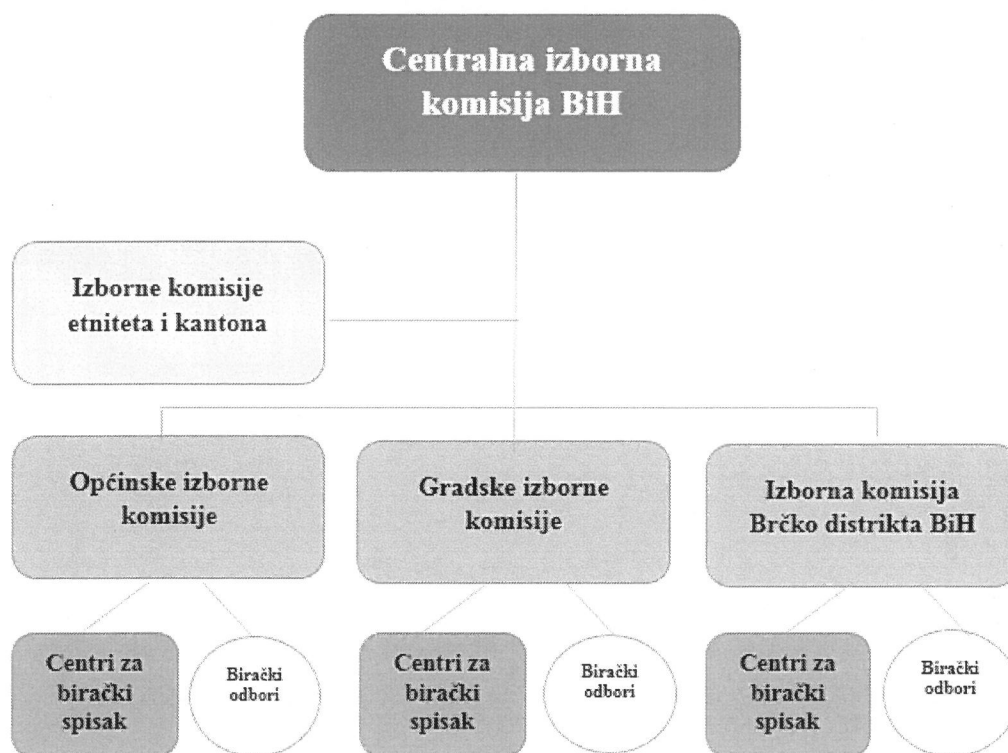 Centralna izborna
komisija BiH
Izborne komisije
etniteta i kantona
Općinske izborne
komisije
Gradske izborne
komisije
Izborna komisija
Brčko distrikta BiH
Centri za
birački
spisak
Birački
odbori
Centri za
birački
spisak
Birački
odbori
Centri za
birački
spisak
Birački
odbori